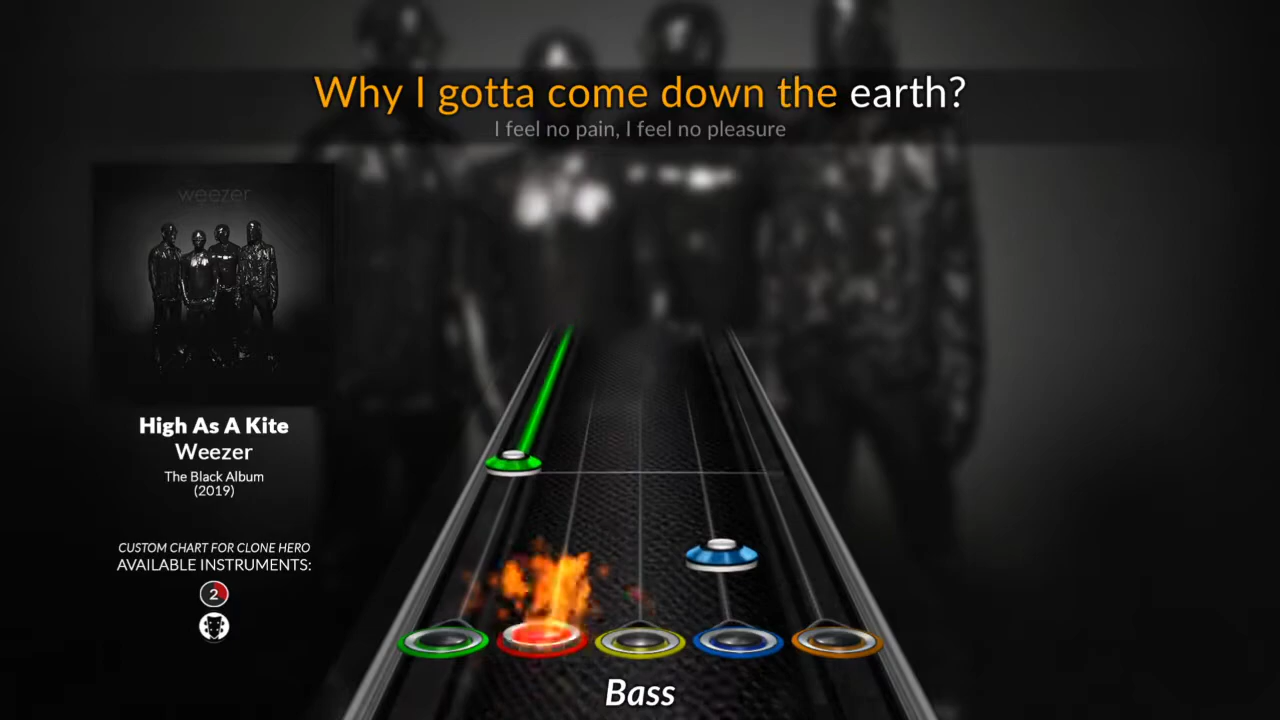 Why I gotta come down the earth?
I feel no pain, I feel no pleasure
weezer
High As A Kite
Weezer
The Black Album
(2019)
CUSTOM CHART FOR CLONE HERO
AVAILABLE INSTRUMENTS:
2
Bass